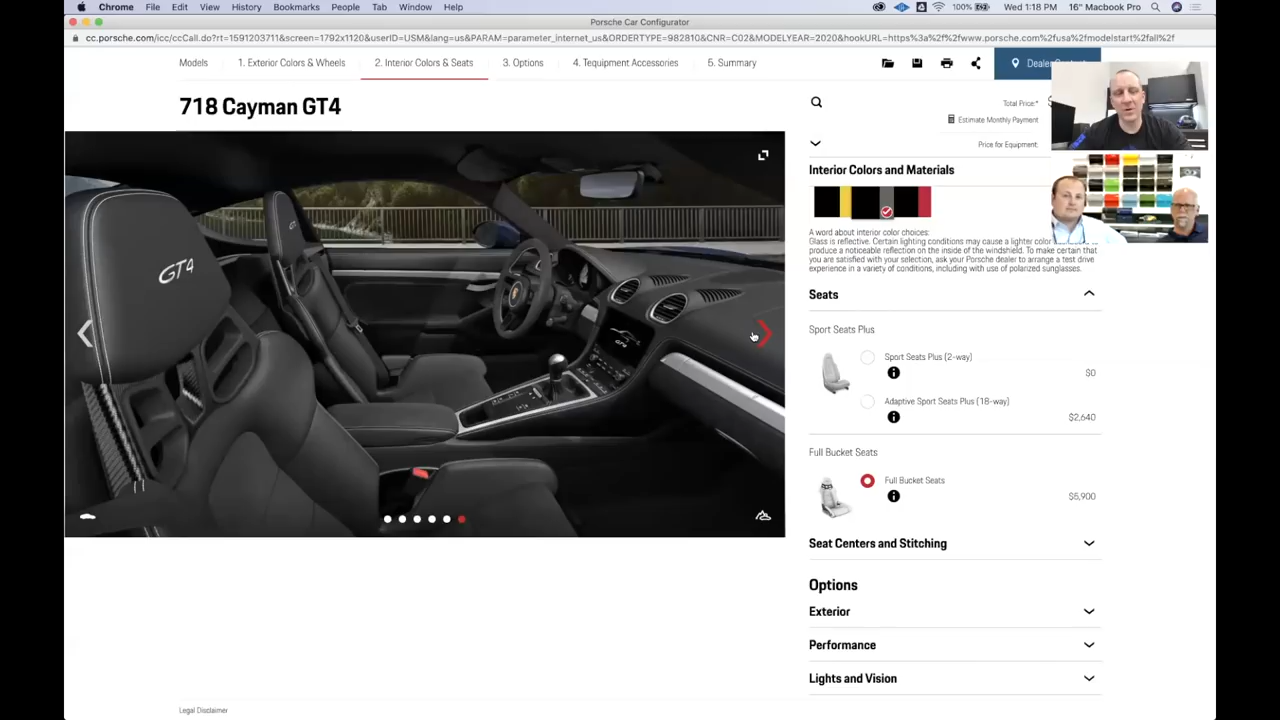 Chrome File Edit View History Bookmarks People Tab Window Help 100% Wed 1:18 PM 16" Macbook Pro
Porsche Car Configurator
cc.porsche.com/icc/ccCall.do?rt=1591203711&screen=1792x1120&userID=USM&lang=us&PARAM=parameter_internet_us&ORDERTYPE=982810&CNR=C02&MODELYEAR=2020&hookURL=https%3a%2f%2fwww.porsche.com%2fusa%2fmodelstart%2fall%2f
Models 1. Exterior Colors & Wheels 2. Interior Colors & Seats 3. Options 4. Tequipment Accessories 5. Summary
718 Cayman GT4
Total Price:*
Estimate Monthly Payment
Price for Equipment:
Interior Colors and Materials
A word about interior color choices:
Glass is reflective. Certain lighting conditions may cause a lighter color
produce a noticeable reflection on the inside of the windshield. To make certain that
you are satisfied with your selection, ask your Porsche dealer to arrange a test drive
experience in a variety of conditions, including with use of polarized sunglasses.
GT4
Seats
Sport Seats Plus
Sport Seats Plus (2-way)
$0
Adaptive Sport Seats Plus (18-way)
$2,640
Full Bucket Seats
Full Bucket Seats
$5,900
Seat Centers and Stitching
Options
Exterior
Performance
Lights and Vision
Legal Disclaimer